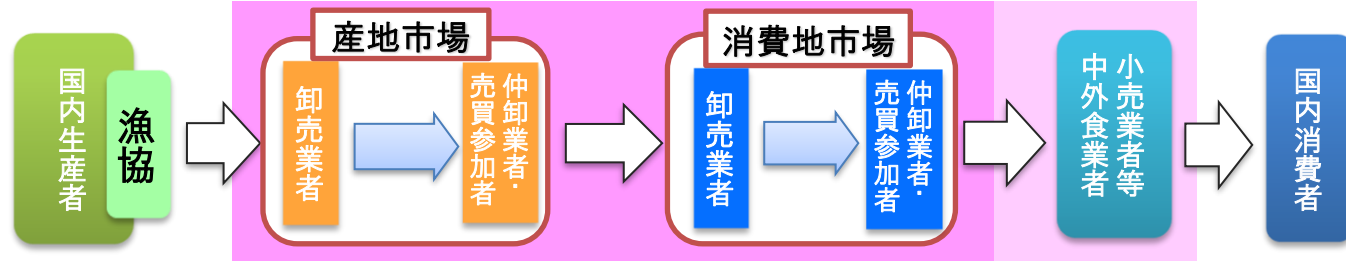 国内生産者
漁協
産地市場
卸売業者
仲卸業者・
売買参加者
消費地市場
卸売業者
仲卸業者・
売買参加者
小売業者等
中外食業者
国内消費者